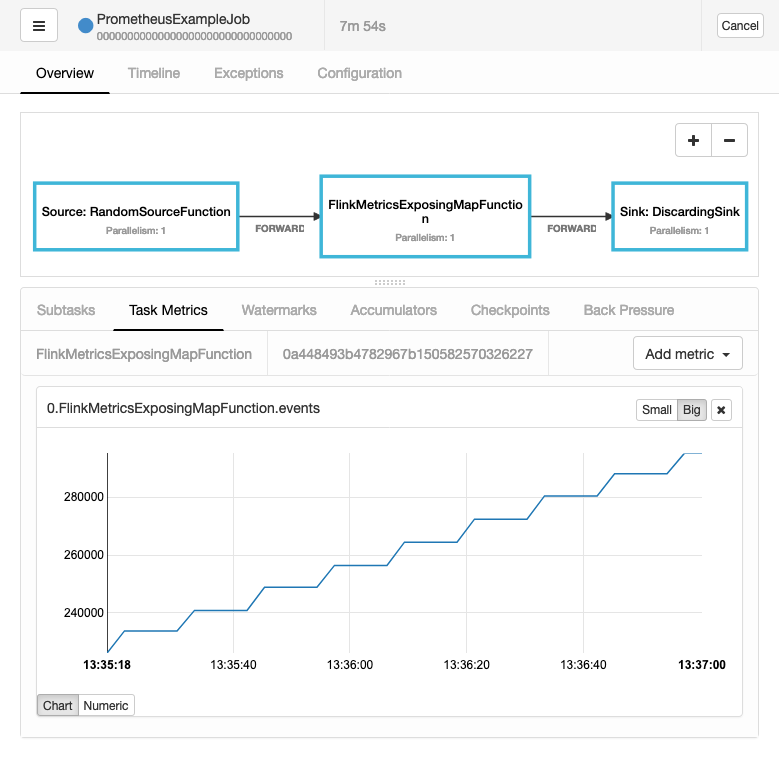 PrometheusExampleJob
00000000000000000000000000000000
7m 54s
Cancel
Overview
Timeline
Exceptions
Configuration
+
−
Source: RandomSourceFunction
Parallelism: 1
FORWARD
FlinkMetricsExposingMapFunctio
n
Parallelism: 1
FORWARD
Sink: DiscardingSink
Parallelism: 1
Subtasks
Task Metrics
Watermarks
Accumulators
Checkpoints
Back Pressure
FlinkMetricsExposingMapFunction
0a448493b4782967b150582570326227
Add metric
0.FlinkMetricsExposingMapFunction.events
Small
Big
280000
260000
240000
13:35:18
13:35:40
13:36:00
13:36:20
13:36:40
13:37:00
Chart
Numeric